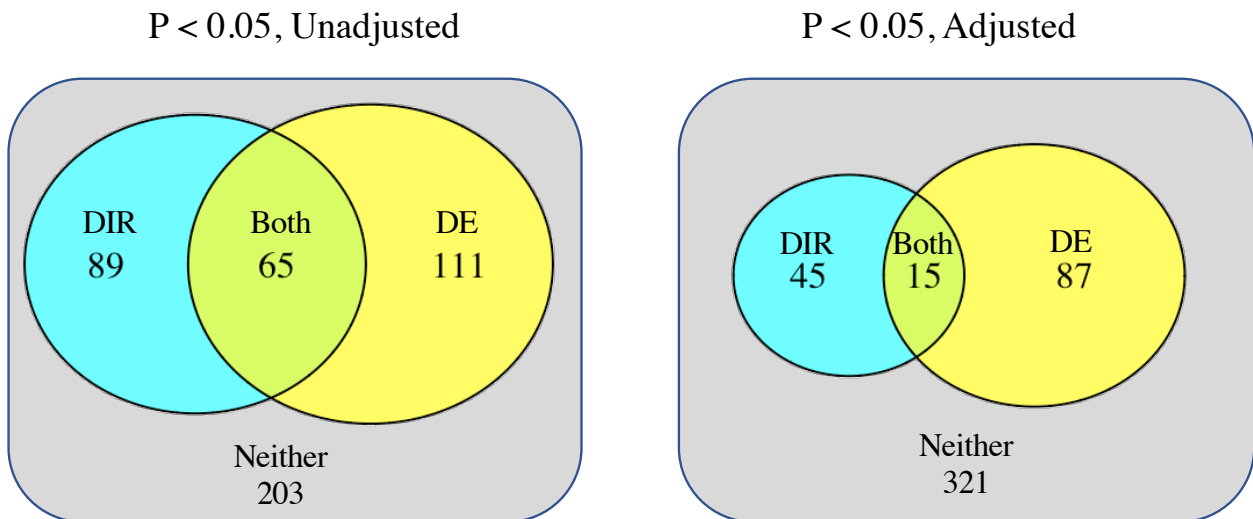 P < 0.05, Unadjusted
DIR
89
Both
65
DE
111
Neither
203
P < 0.05, Adjusted
DIR
45
Both
15
DE
87
Neither
321